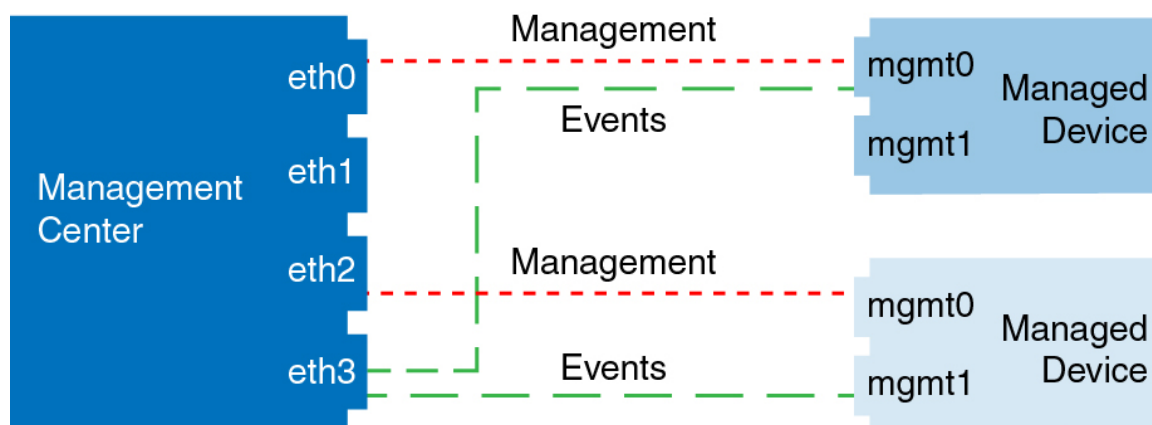 Management
Center
eth0
eth1
eth2
eth3
Management
Events
Management
Events
mgmt0
mgmt1
Managed
Device
mgmt0
mgmt1
Managed
Device